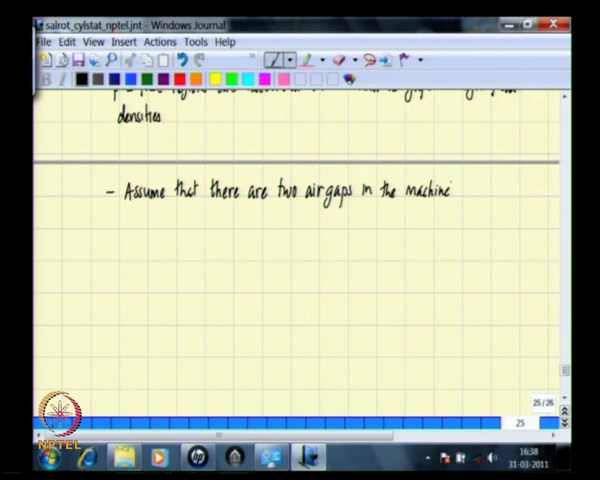 salrot_cylstat_nptel.jnt - Windows Journal
File Edit View Insert Actions Tools Help
densities
- Assume that there are two airgaps in the machine
25/26
25
NPTEL
16:38
31-03-2011